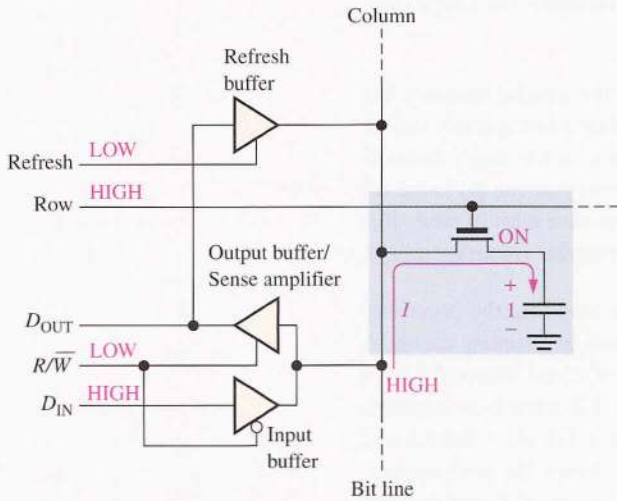 Column
Refresh
buffer
Refresh
LOW
Row
HIGH
ON
Output buffer/
Sense amplifier
D_OUT
+
I
1
−
R/W̅
LOW
HIGH
D_IN
HIGH
Input
buffer
Bit line